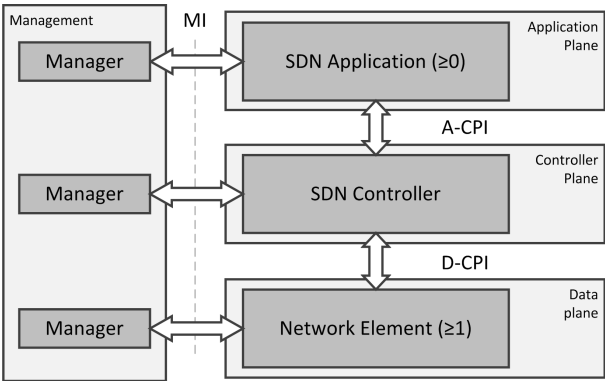 Management
MI
Application
Plane
Manager
SDN Application (≥0)
A-CPI
Controller
Plane
Manager
SDN Controller
D-CPI
Data
plane
Manager
Network Element (≥1)